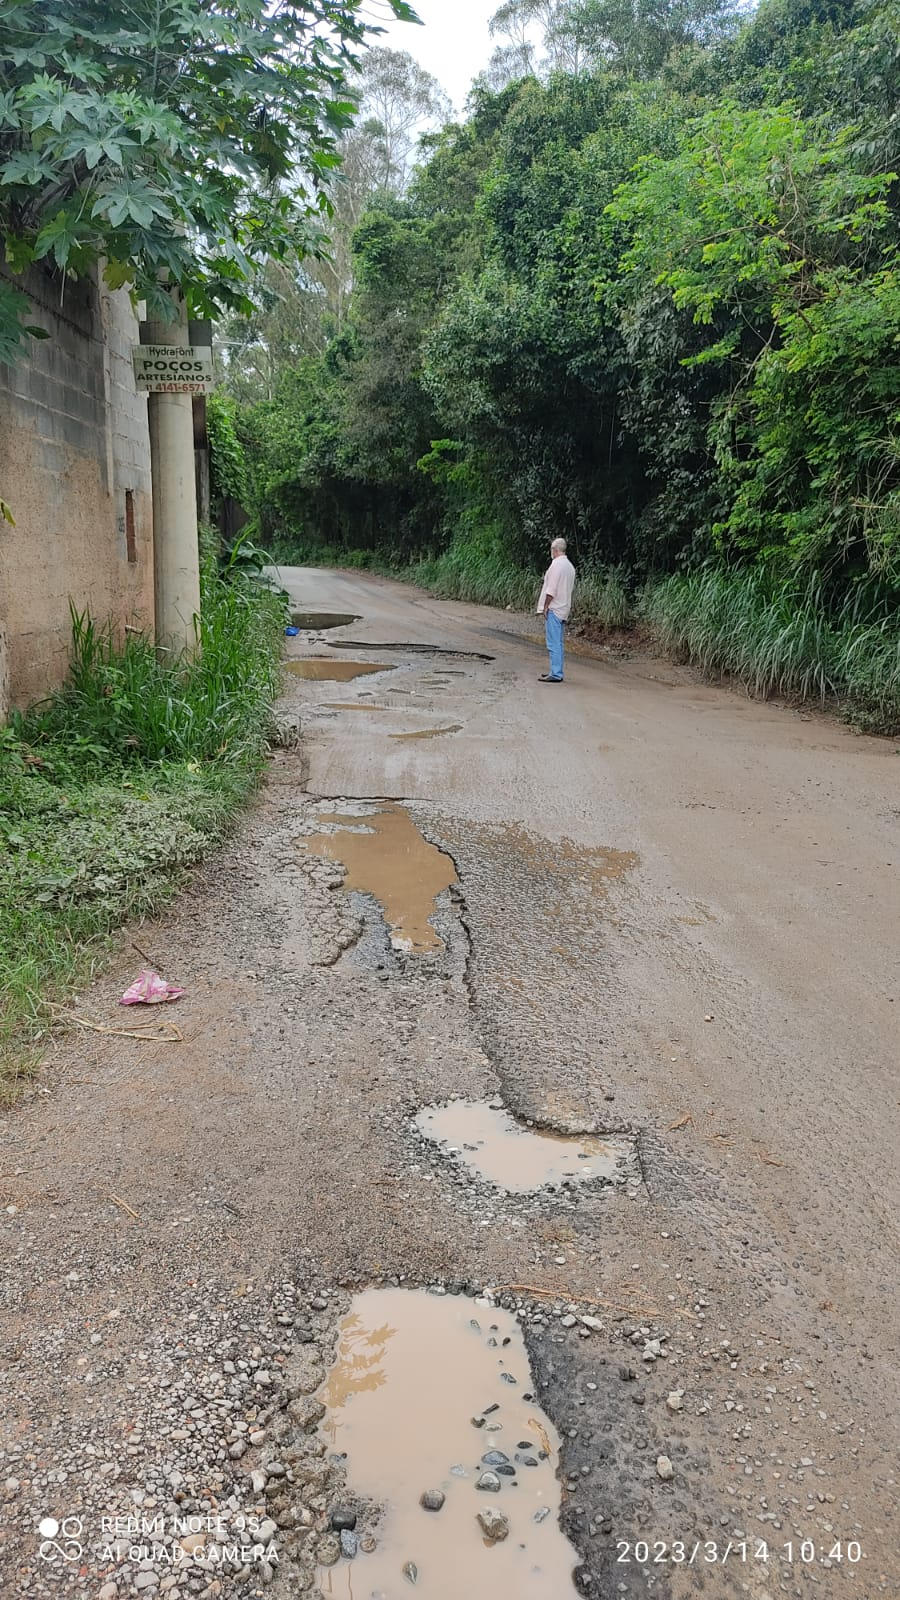 HydraFont
POÇOS
ARTESIANOS
11 4141-6571
REDMI NOTE 9S
AI QUAD CAMERA
2023/3/14 10:40